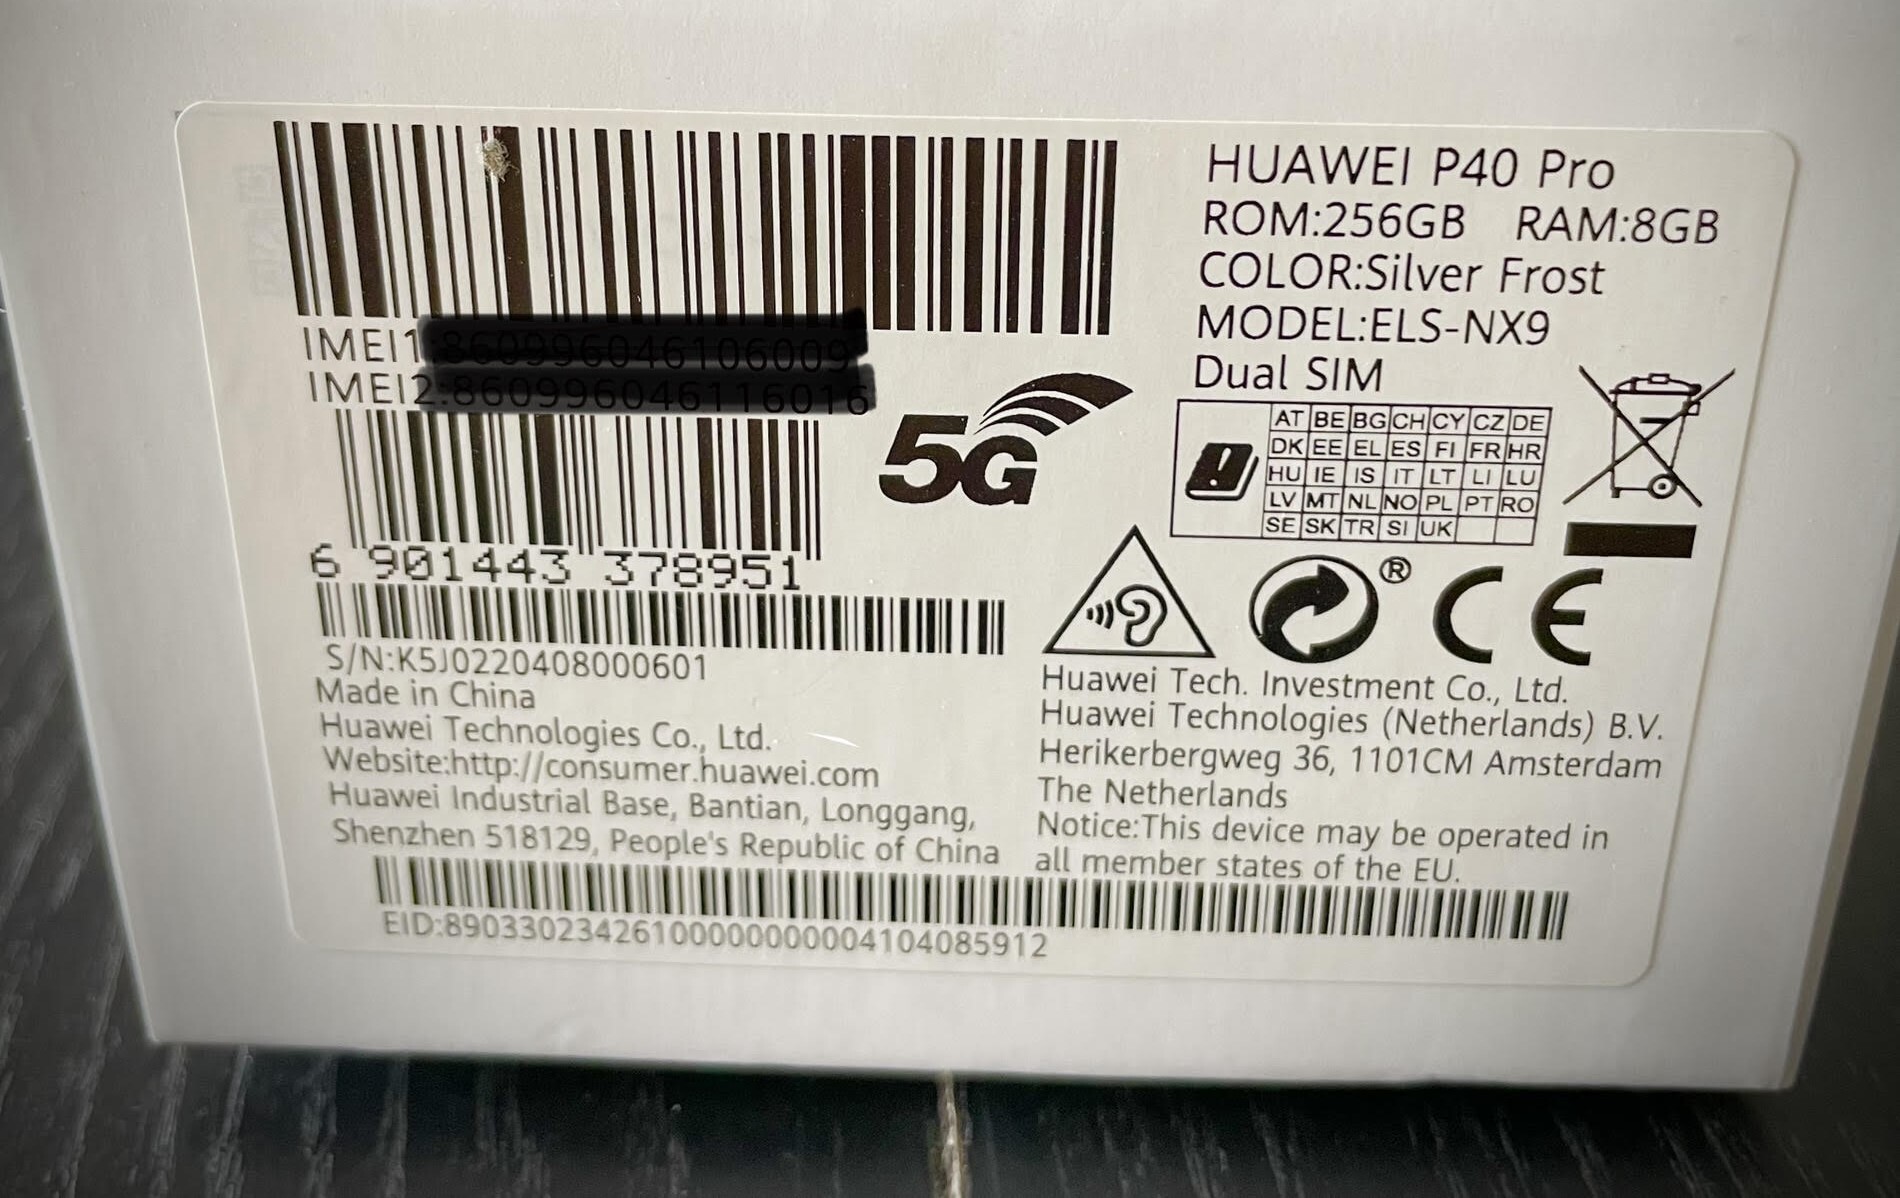 HUAWEI P40 Pro
ROM:256GB RAM:8GB
COLOR:Silver Frost
MODEL:ELS-NX9
Dual SIM
IMEI1
IMEI2:
5G
AT BE BG CH CY CZ DE
DK EE EL ES FI FR HR
HU IE IS IT LT LI LU
LV MT NL NO PL PT RO
SE SK TR SI UK
6 901443 378951
®
CE
S/N:K5J0220408000601
Made in China
Huawei Technologies Co., Ltd.
Website:http://consumer.huawei.com
Huawei Industrial Base, Bantian, Longgang,
Shenzhen 518129, People's Republic of China
Huawei Tech. Investment Co., Ltd.
Huawei Technologies (Netherlands) B.V.
Herikerbergweg 36, 1101CM Amsterdam
The Netherlands
Notice:This device may be operated in
all member states of the EU.
EID:89033023426100000000004104085912